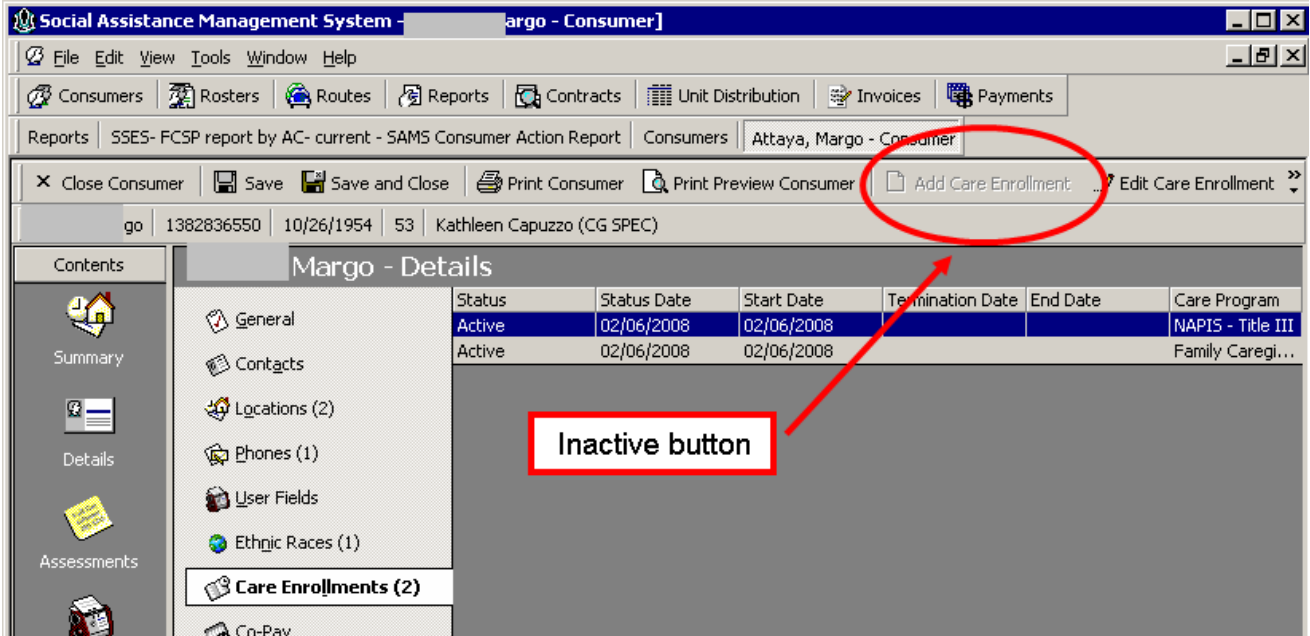 Social Assistance Management System - argo - Consumer]
File Edit View Tools Window Help
Consumers Rosters Routes Reports Contracts Unit Distribution Invoices Payments
Reports SSES- FCSP report by AC- current - SAMS Consumer Action Report Consumers Attaya, Margo - Consumer
Close Consumer Save Save and Close Print Consumer Print Preview Consumer Add Care Enrollment Edit Care Enrollment
go 1382836550 10/26/1954 53 Kathleen Capuzzo (CG SPEC)
Contents Margo - Details
Status Status Date Start Date Termination Date End Date Care Program
Active 02/06/2008 02/06/2008 NAPIS - Title III
Active 02/06/2008 02/06/2008 Family Caregi...
General
Summary
Contacts
Locations (2)
Inactive button
Details
Phones (1)
User Fields
Ethnic Races (1)
Assessments
Care Enrollments (2)
Co-Pay